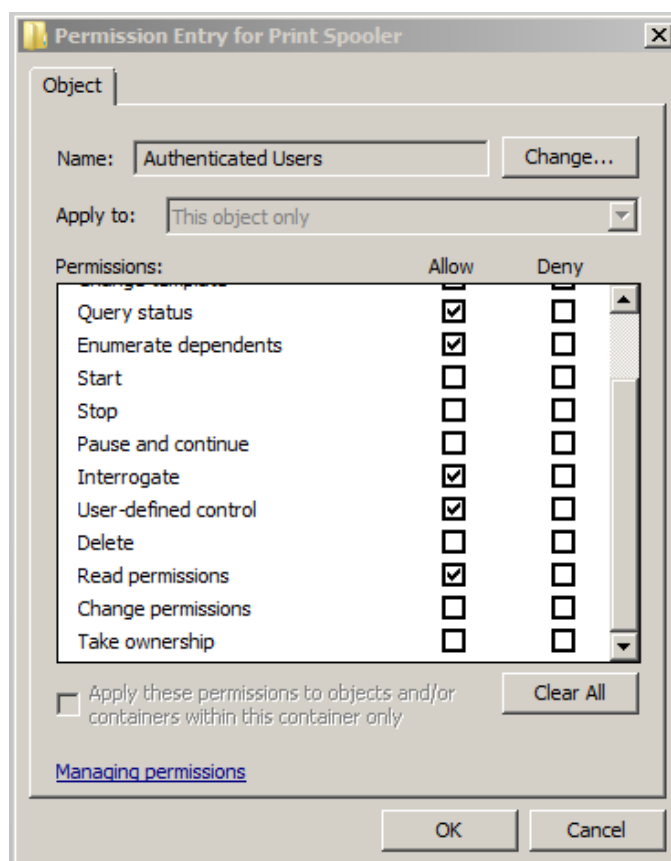 Permission Entry for Print Spooler
Object
Name: Authenticated Users Change...
Apply to: This object only
Permissions: Allow Deny
Change template
Query status
Enumerate dependents
Start
Stop
Pause and continue
Interrogate
User-defined control
Delete
Read permissions
Change permissions
Take ownership
Apply these permissions to objects and/or
containers within this container only
Clear All
Managing permissions
OK Cancel